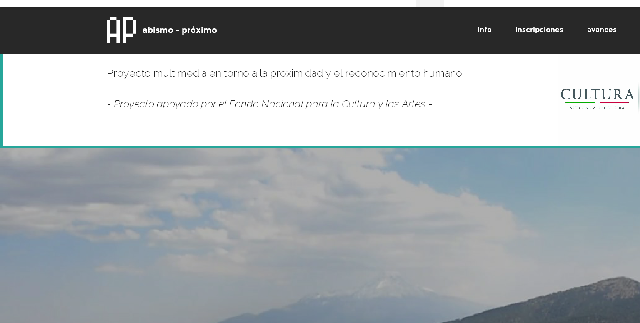 AP abismo - próximo
info inscripciones avances
Proyecto multimedia en torno a la proximidad y el reconocimiento humano
- Proyecto apoyado por el Fondo Nacional para la Cultura y las Artes -
CULTURA